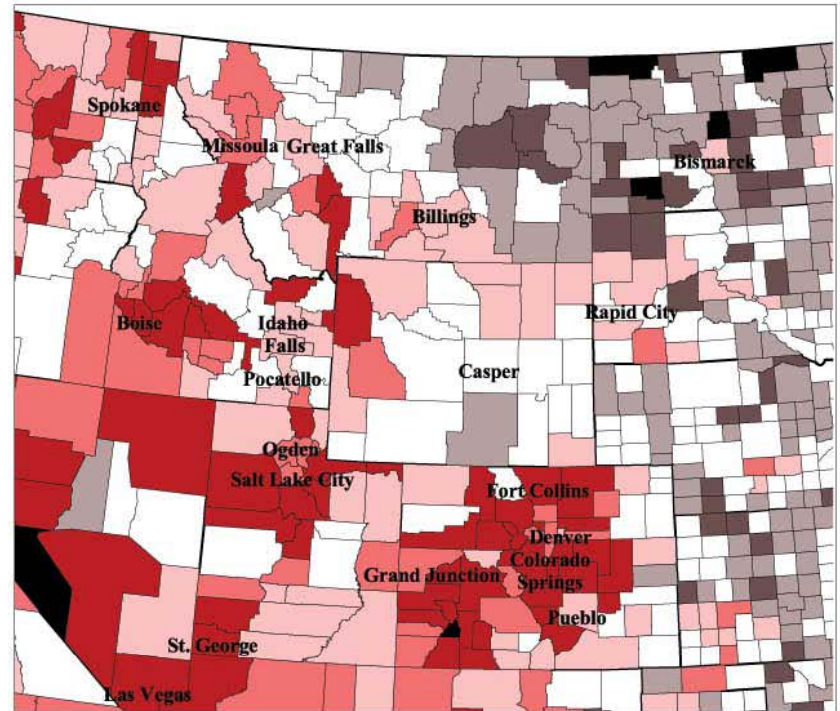 Spokane
Missoula Great Falls
Bismarck
Billings
Boise
Idaho
Falls
Rapid City
Pocatello
Casper
Ogden
Salt Lake City
Fort Collins
Denver
Grand Junction
Colorado
Springs
Pueblo
St. George
Las Vegas